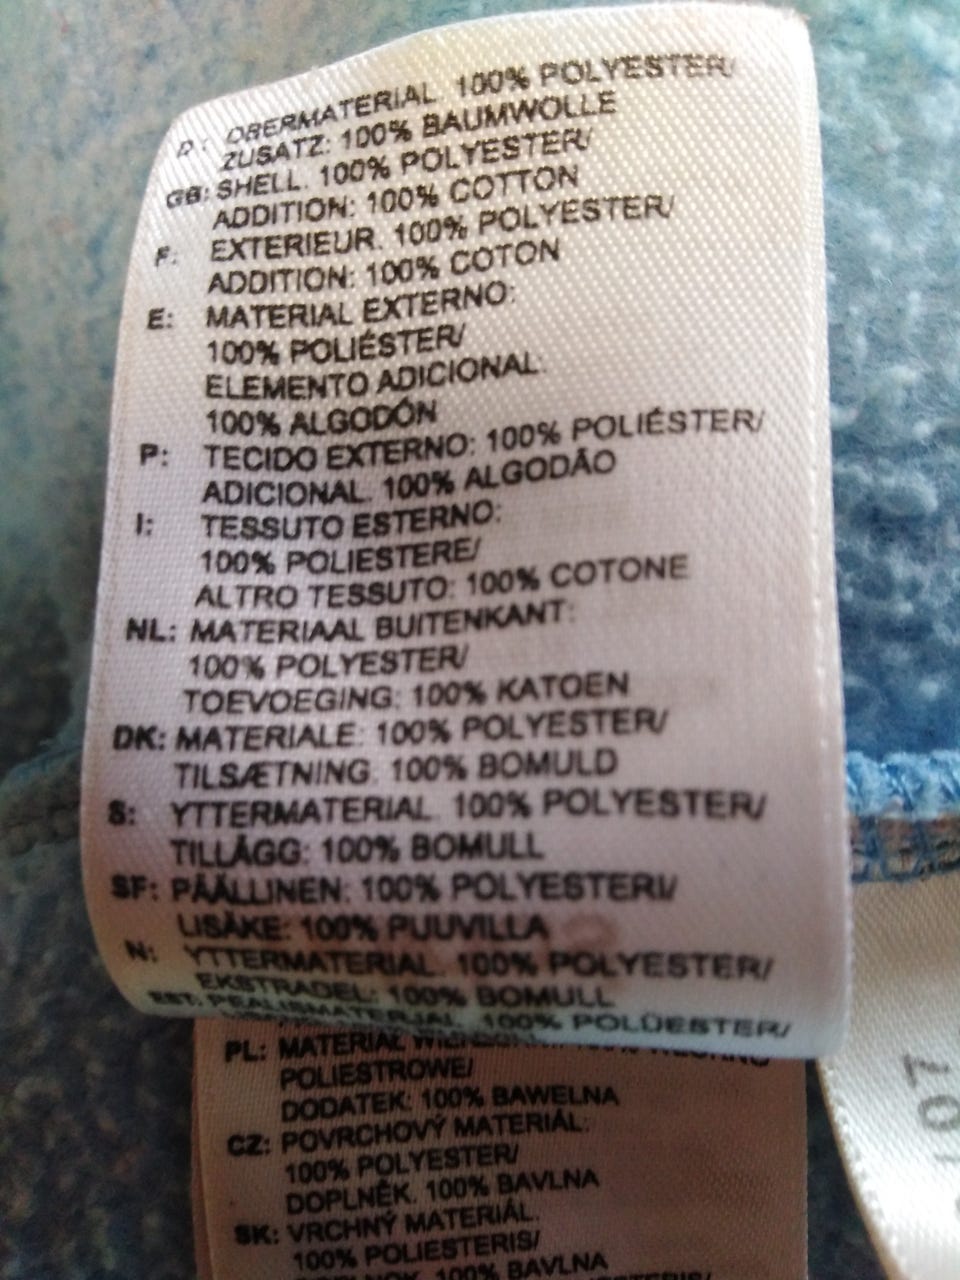 D: OBERMATERIAL. 100% POLYESTER/
ZUSATZ: 100% BAUMWOLLE
GB: SHELL. 100% POLYESTER/
ADDITION: 100% COTTON
F: EXTERIEUR. 100% POLYESTER/
ADDITION: 100% COTON
E: MATERIAL EXTERNO:
100% POLIÉSTER/
ELEMENTO ADICIONAL:
100% ALGODÓN
P: TECIDO EXTERNO: 100% POLIÉSTER/
ADICIONAL. 100% ALGODÃO
I: TESSUTO ESTERNO:
100% POLIESTERE/
ALTRO TESSUTO: 100% COTONE
NL: MATERIAAL BUITENKANT:
100% POLYESTER/
TOEVOEGING: 100% KATOEN
DK: MATERIALE: 100% POLYESTER/
TILSÆTNING: 100% BOMULD
S: YTTERMATERIAL. 100% POLYESTER/
TILLÄGG: 100% BOMULL
SF: PÄÄLLINEN: 100% POLYESTERI/
LISÄKE: 100% PUUVILLA
N: YTTERMATERIAL. 100% POLYESTER/
EKSTRADEL: 100% BOMULL
EST: PEALISMATERJAL. 100% POLÜESTER/
PL: MATERIAŁ
POLIESTROWE/
DODATEK: 100% BAWEŁNA
CZ: POVRCHOVÝ MATERIÁL:
100% POLYESTER/
DOPLNĚK. 100% BAVLNA
SK: VRCHNÝ MATERIÁL.
100% POLIESTERIS/
100% BAVLNA
107